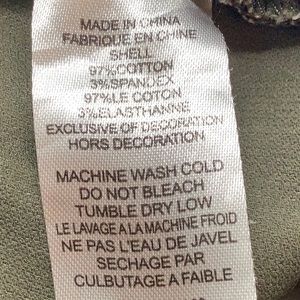 MADE IN CHINA
FABRIQUE EN CHINE
SHELL
97%COTTON
3%SPANDEX
97%LE COTON
3%ELASTHANNE
EXCLUSIVE OF DECORATION
HORS DECORATION
MACHINE WASH COLD
DO NOT BLEACH
TUMBLE DRY LOW
LE LAVAGE A LA MACHINE FROID
NE PAS L'EAU DE JAVEL
SECHAGE PAR
CULBUTAGE A FAIBLE